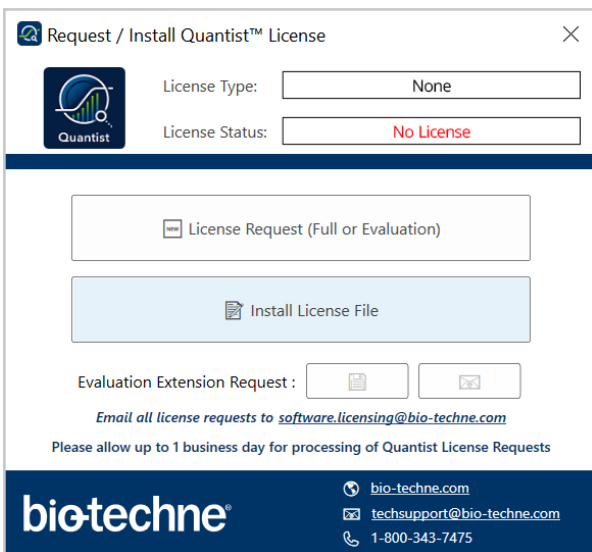 Request / Install Quantist™ License
License Type:
None
Quantist
License Status:
No License
NEW License Request (Full or Evaluation)
Install License File
Evaluation Extension Request :
Email all license requests to software.licensing@bio-techne.com
Please allow up to 1 business day for processing of Quantist License Requests
biotechne®
bio-techne.com
techsupport@bio-techne.com
1-800-343-7475